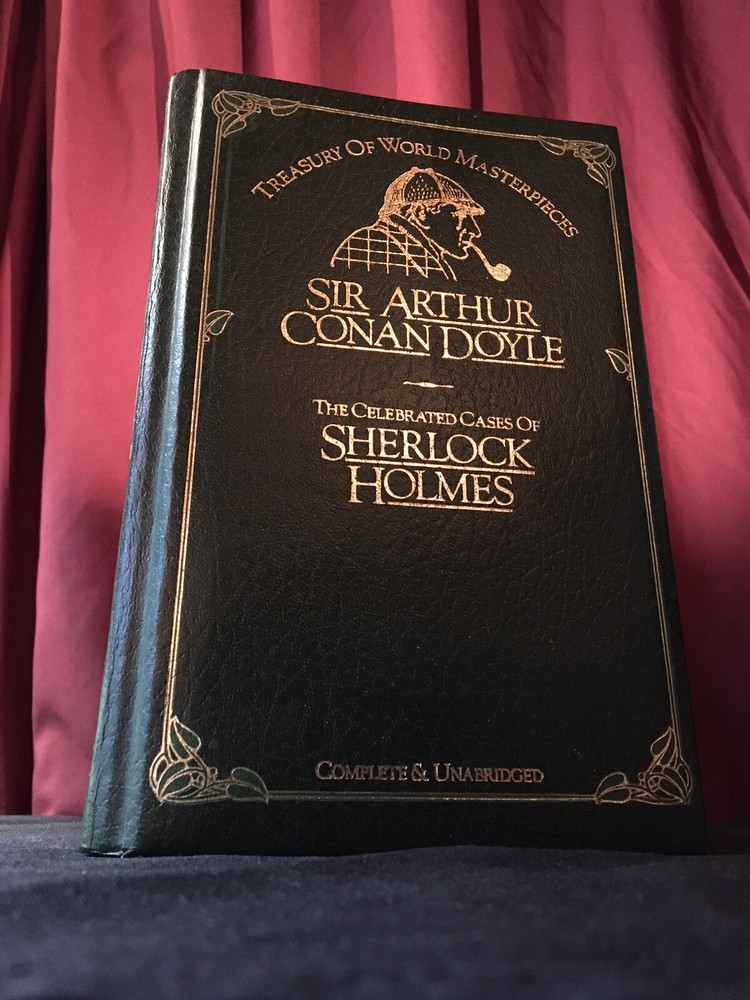 Treasury Of World Masterpieces
Sir Arthur
Conan Doyle
The Celebrated Cases Of
Sherlock
Holmes
Complete & Unabridged